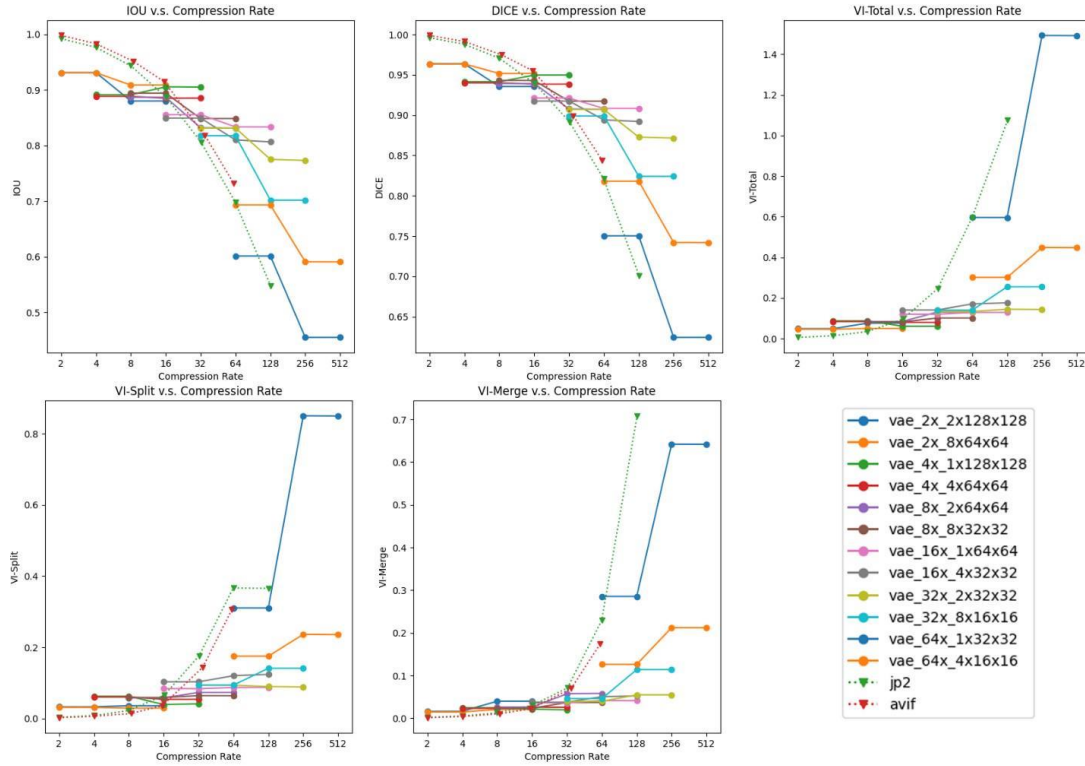 IOU v.s. Compression Rate
1.0
0.9
0.8
0.7
0.6
0.5
IOU
2 4 8 16 32 64 128 256 512
Compression Rate
DICE v.s. Compression Rate
1.00
0.95
0.90
0.85
0.80
0.75
0.70
0.65
DICE
2 4 8 16 32 64 128 256 512
Compression Rate
VI-Total v.s. Compression Rate
1.4
1.2
1.0
0.8
0.6
0.4
0.2
0.0
VI-Total
2 4 8 16 32 64 128 256 512
Compression Rate
VI-Split v.s. Compression Rate
0.8
0.6
0.4
0.2
0.0
VI-Split
2 4 8 16 32 64 128 256 512
Compression Rate
VI-Merge v.s. Compression Rate
0.7
0.6
0.5
0.4
0.3
0.2
0.1
0.0
VI-Merge
2 4 8 16 32 64 128 256 512
Compression Rate
vae_2x_2x128x128
vae_2x_8x64x64
vae_4x_1x128x128
vae_4x_4x64x64
vae_8x_2x64x64
vae_8x_8x32x32
vae_16x_1x64x64
vae_16x_4x32x32
vae_32x_2x32x32
vae_32x_8x16x16
vae_64x_1x32x32
vae_64x_4x16x16
jp2
avif